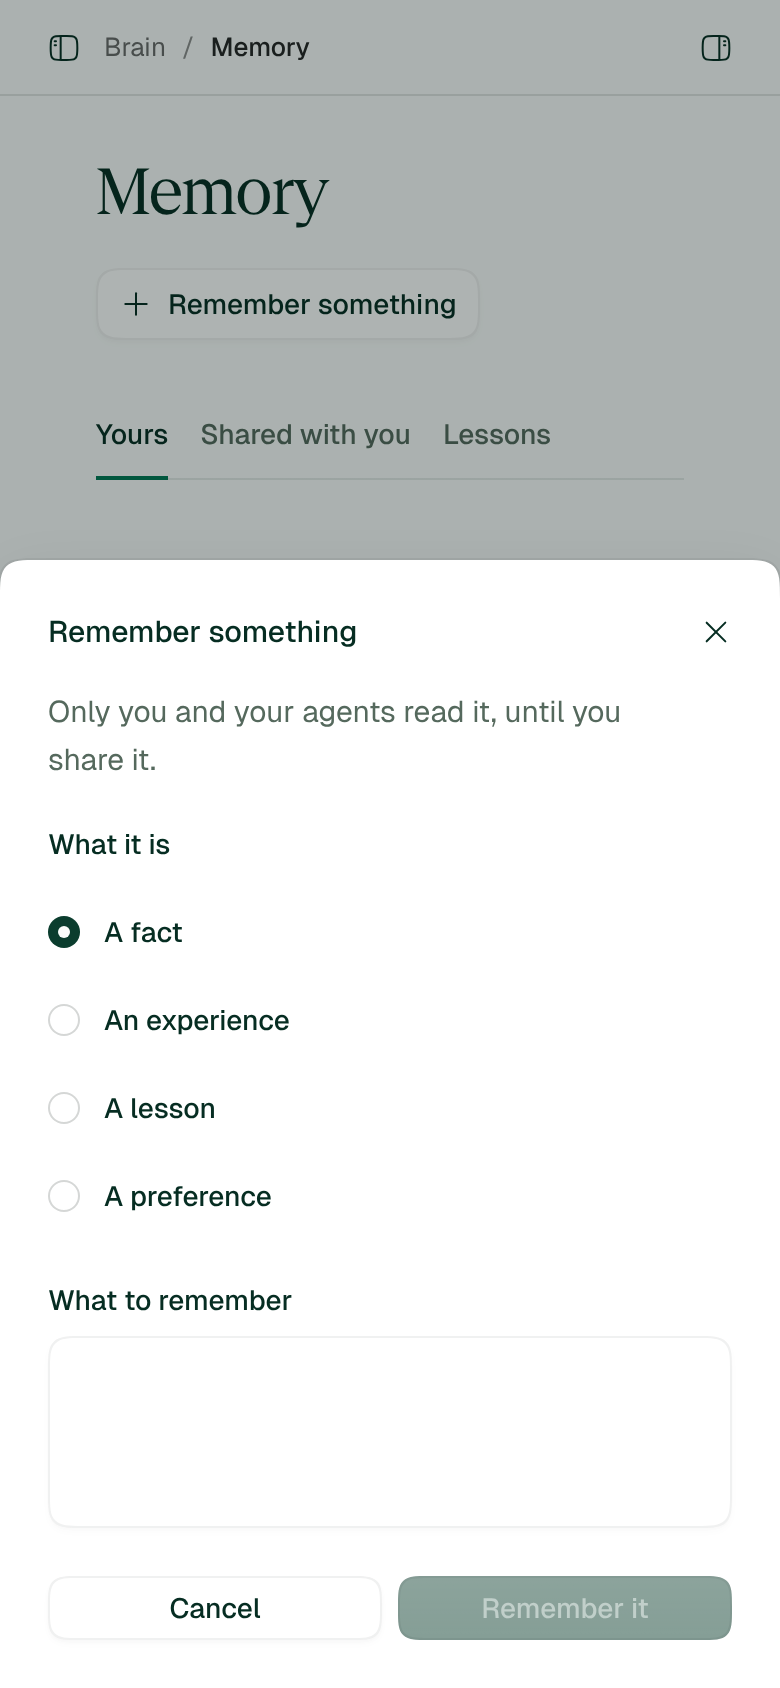 Brain / Memory
Memory
Remember something
Yours Shared with you Lessons
Remember something
Only you and your agents read it, until you
share it.
What it is
A fact
An experience
A lesson
A preference
What to remember
Cancel Remember it